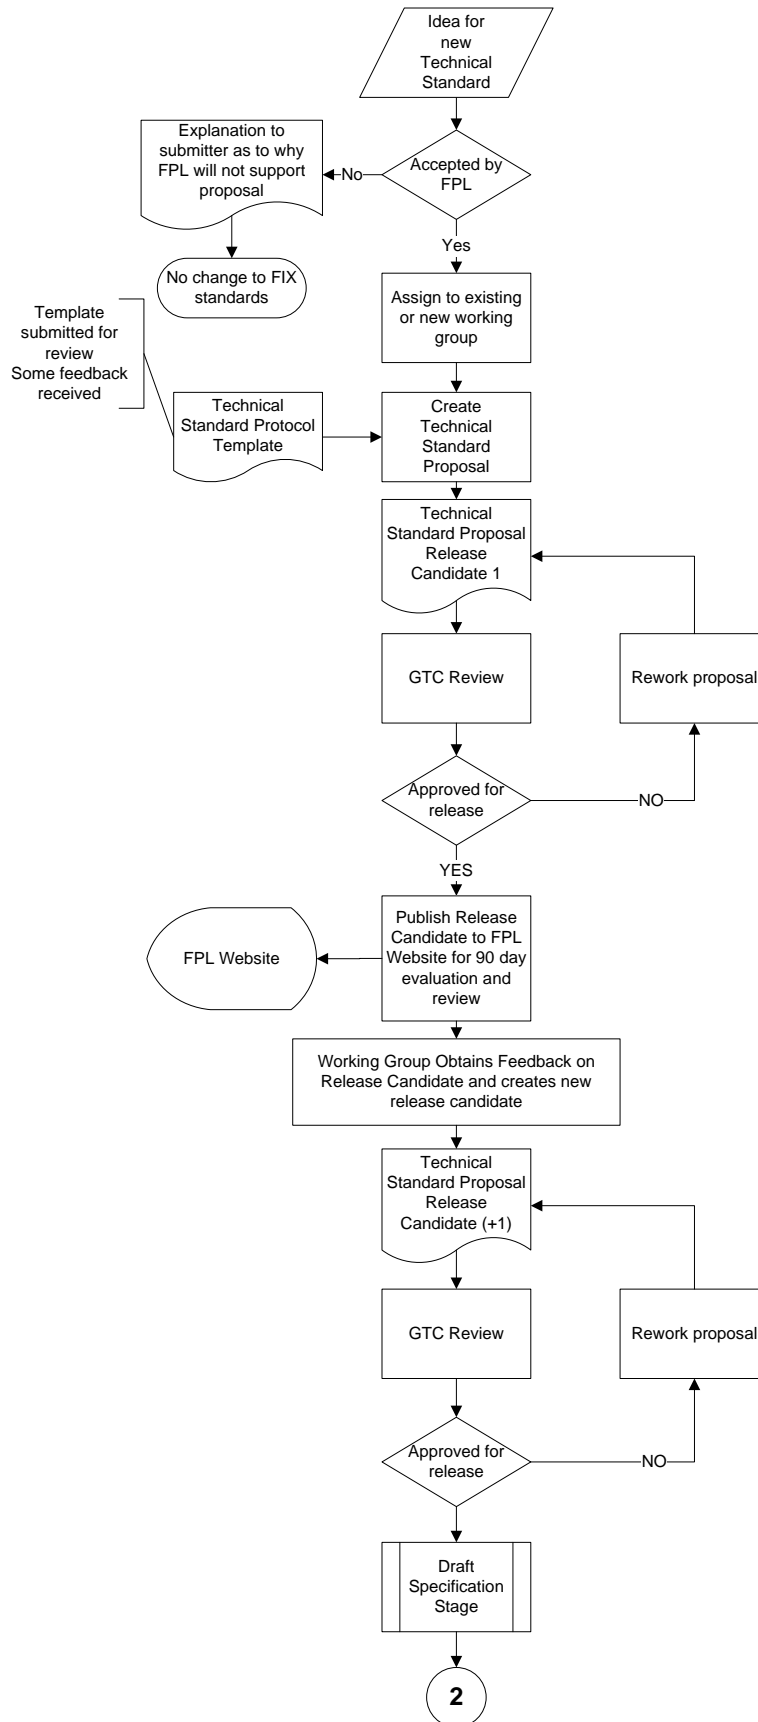 Idea for
new
Technical
Standard
Explanation to
submitter as to why
FPL will not support
proposal
No
Accepted by
FPL
Yes
No change to FIX
standards
Assign to existing
or new working
group
Template
submitted for
review
Some feedback
received
Technical
Standard Protocol
Template
Create
Technical
Standard
Proposal
Technical
Standard Proposal
Release
Candidate 1
GTC Review
Rework proposal
Approved for
release
NO
YES
FPL Website
Publish Release
Candidate to FPL
Website for 90 day
evaluation and
review
Working Group Obtains Feedback on
Release Candidate and creates new
release candidate
Technical
Standard Proposal
Release
Candidate (+1)
GTC Review
Rework proposal
Approved for
release
NO
Draft
Specification
Stage
2